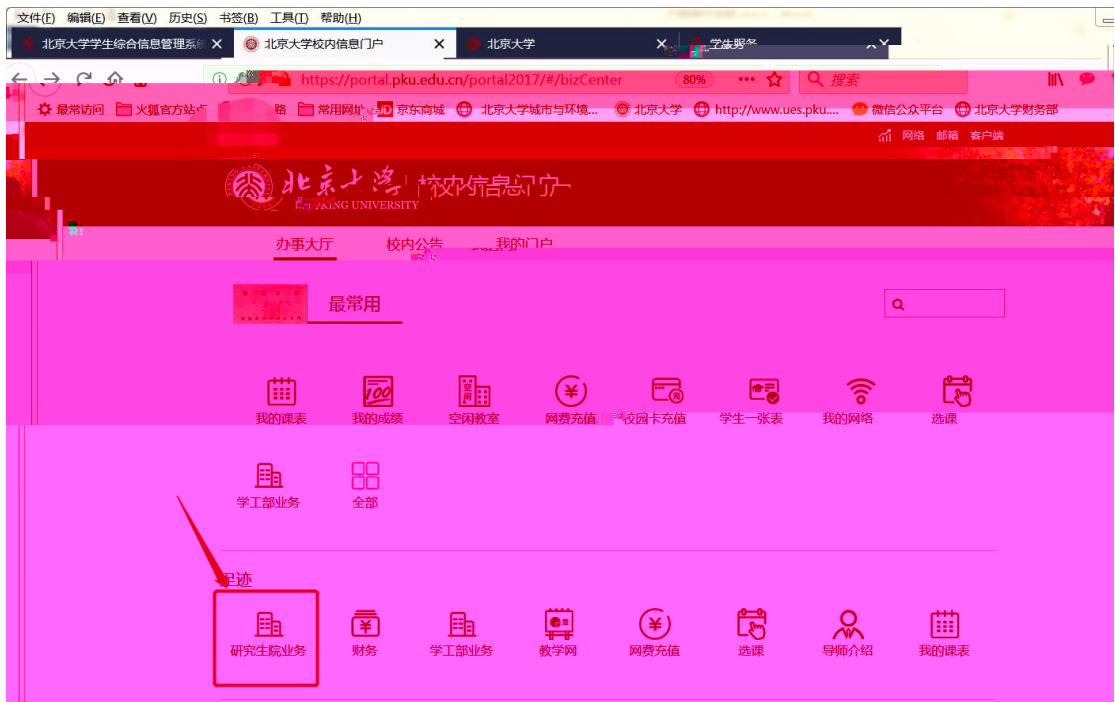 文件(F) 编辑(E) 查看(V) 历史(S) 书签(B) 工具(T) 帮助(H)
北京大学学生综合信息管理系统 北京大学校内信息门户 北京大学
https://portal.pku.edu.cn/portal2017/#/bizCenter 80% 搜索
最常访问 火狐官方站点 常用网址 京东商城 北京大学城市与环境... 北京大学 http://www.ues.pku.... 微信公众平台 北京大学财务部
网络 邮箱 客户端
北京大学 校内信息门户
UNIVERSITY
办事大厅 校内公告 我的门户
最常用
我的课表 我的成绩 空闲教室 网费充值 校园卡充值 学生一张表 我的网络 选课
学工部业务 全部
足迹
研究生院业务 财务 学工部业务 教学网 网费充值 选课 导师介绍 我的课表